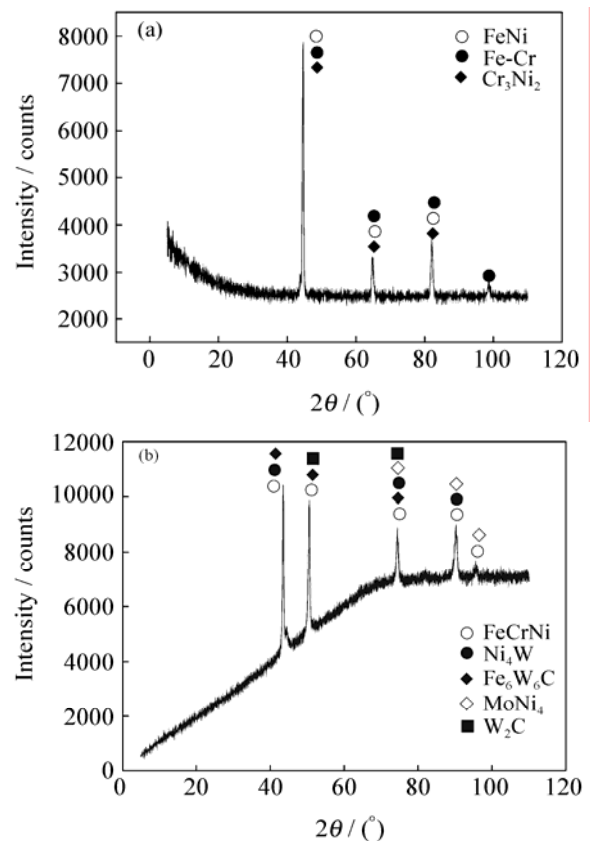 (a)
8000
7000
6000
5000
4000
3000
2000
Intensity / counts
FeNi
Fe-Cr
Cr₃Ni₂
0 20 40 60 80 100 120
2θ / (°)
(b)
12000
10000
8000
6000
4000
2000
0
Intensity / counts
FeCrNi
Ni₄W
Fe₆W₆C
MoNi₄
W₂C
0 20 40 60 80 100 120
2θ / (°)